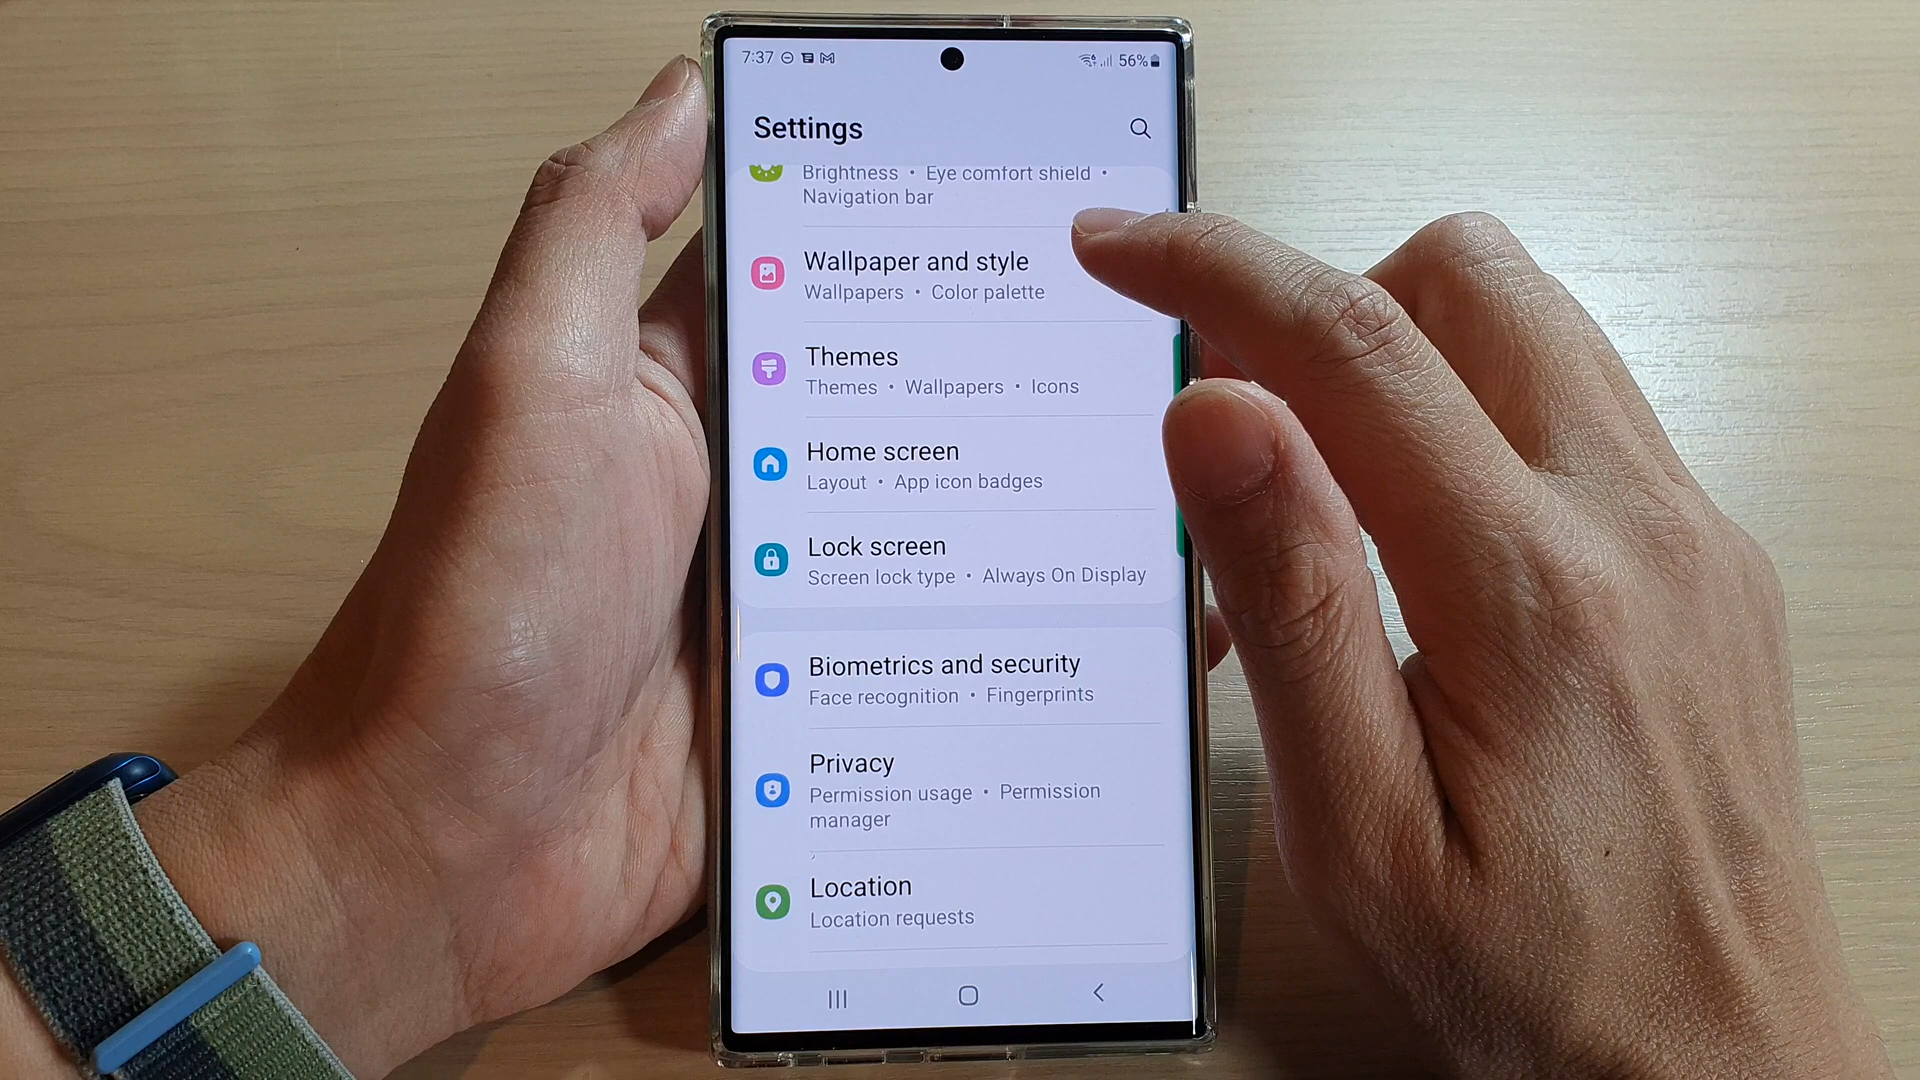 7:37
56%
Settings
Brightness • Eye comfort shield •
Navigation bar
Wallpaper and style
Wallpapers • Color palette
Themes
Themes • Wallpapers • Icons
Home screen
Layout • App icon badges
Lock screen
Screen lock type • Always On Display
Biometrics and security
Face recognition • Fingerprints
Privacy
Permission usage • Permission
manager
Location
Location requests